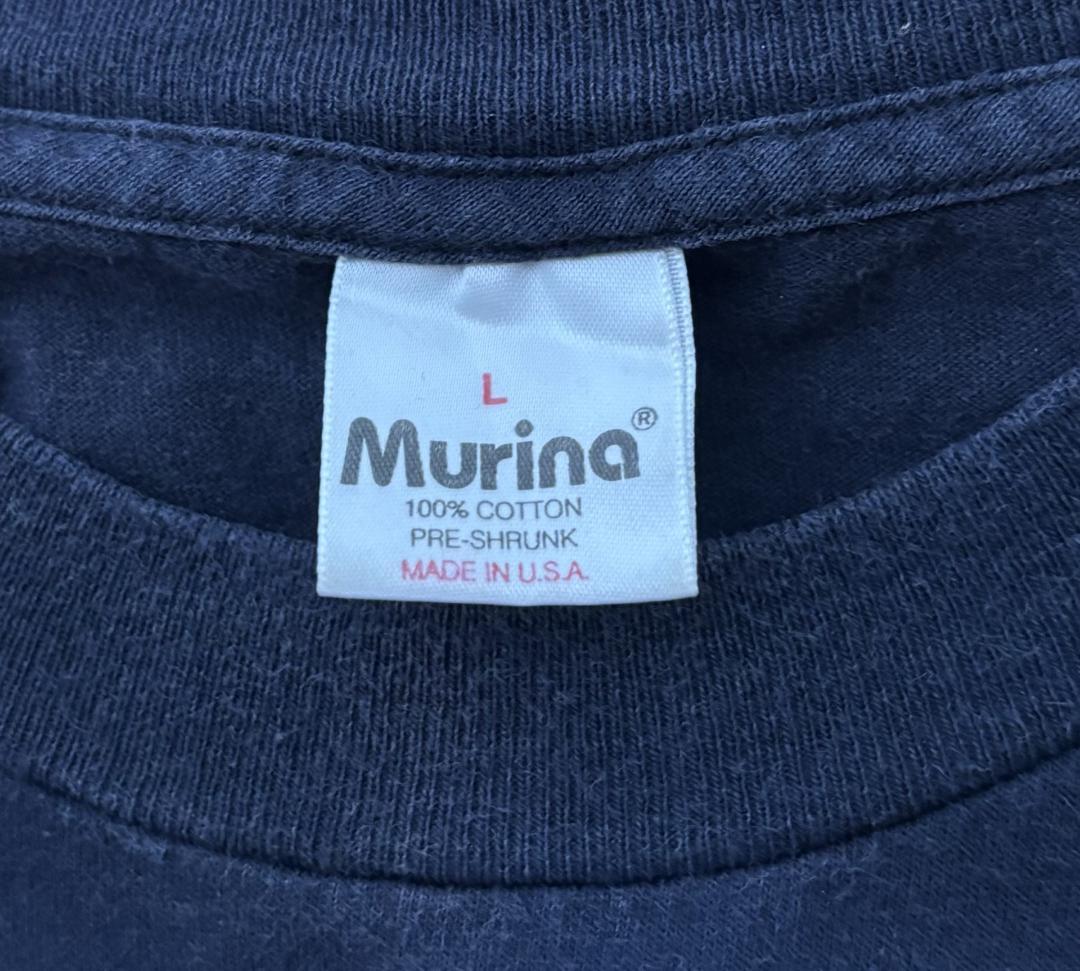 L
Murina®
100% COTTON
PRE-SHRUNK
MADE IN U.S.A.